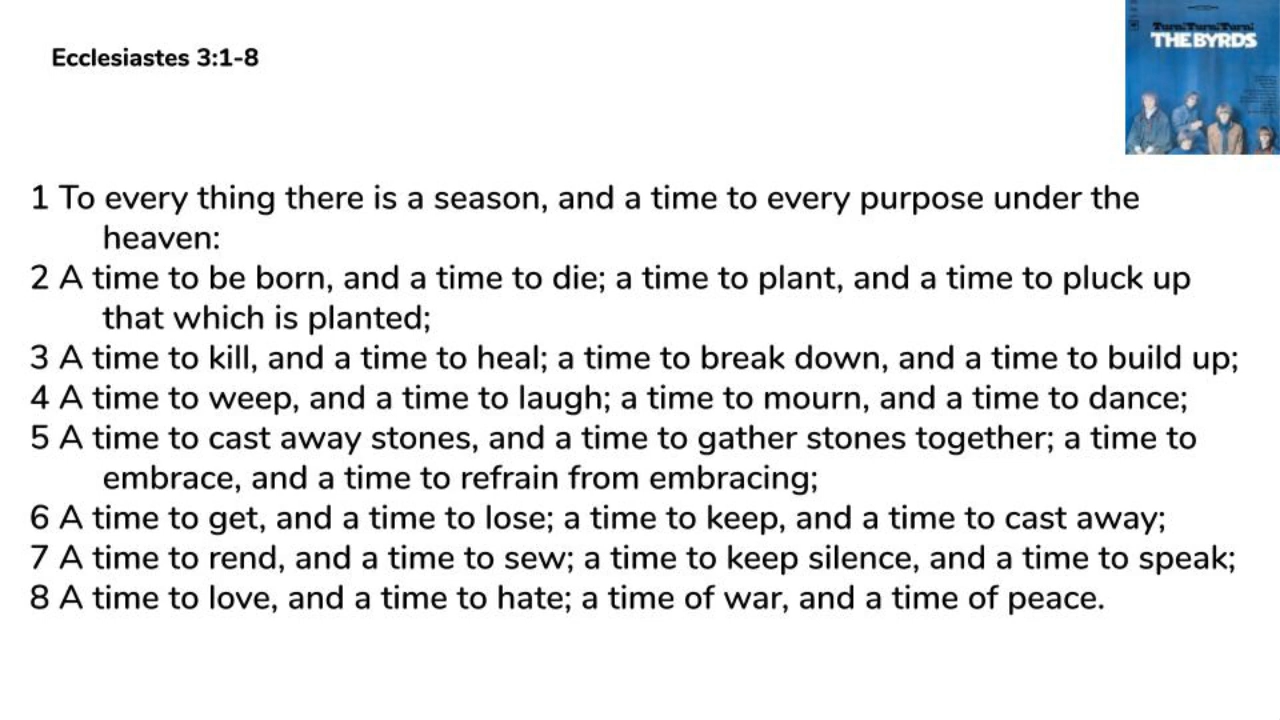 Ecclesiastes 3:1-8
Turn! Turn! Turn!
THE BYRDS
1 To every thing there is a season, and a time to every purpose under the
heaven:
2 A time to be born, and a time to die; a time to plant, and a time to pluck up
that which is planted;
3 A time to kill, and a time to heal; a time to break down, and a time to build up;
4 A time to weep, and a time to laugh; a time to mourn, and a time to dance;
5 A time to cast away stones, and a time to gather stones together; a time to
embrace, and a time to refrain from embracing;
6 A time to get, and a time to lose; a time to keep, and a time to cast away;
7 A time to rend, and a time to sew; a time to keep silence, and a time to speak;
8 A time to love, and a time to hate; a time of war, and a time of peace.